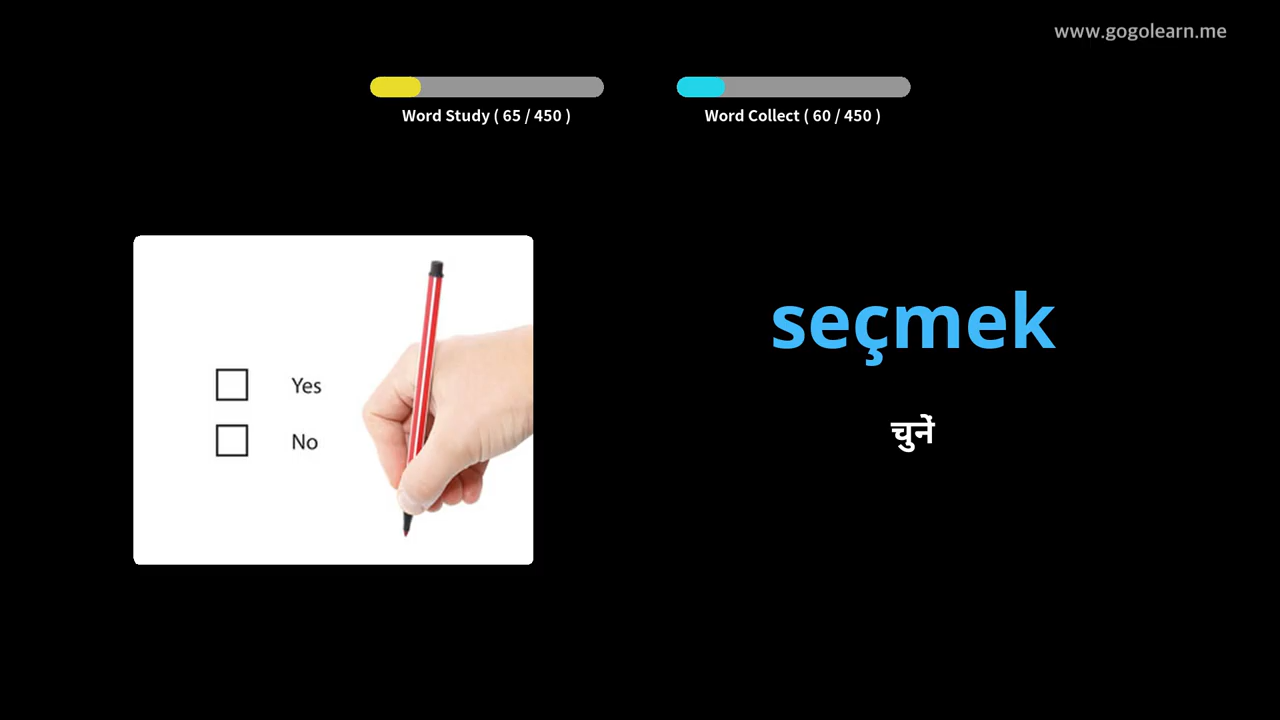 www.gogolearn.me
Word Study ( 65 / 450 )
Word Collect ( 60 / 450 )
Yes
No
seçmek
चुनें